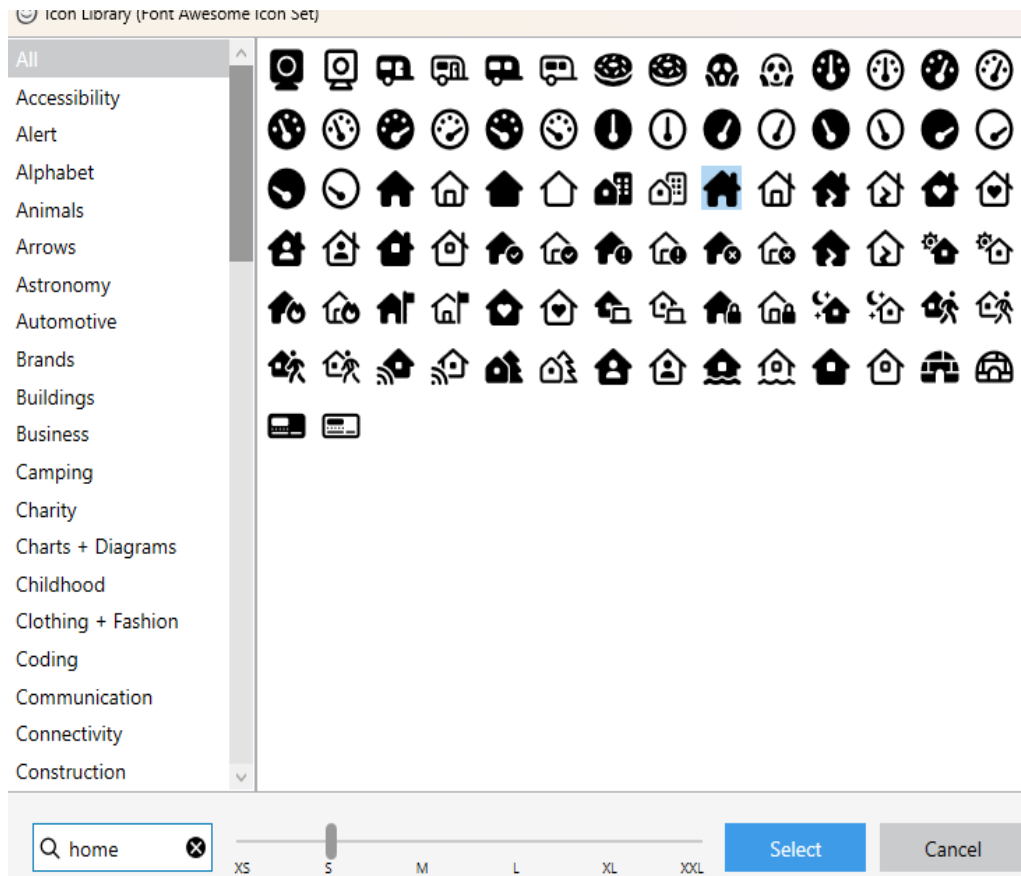 Icon Library (Font Awesome Icon Set)
All
Accessibility
Alert
Alphabet
Animals
Arrows
Astronomy
Automotive
Brands
Buildings
Business
Camping
Charity
Charts + Diagrams
Childhood
Clothing + Fashion
Coding
Communication
Connectivity
Construction
home
XS S M L XL XXL
Select
Cancel